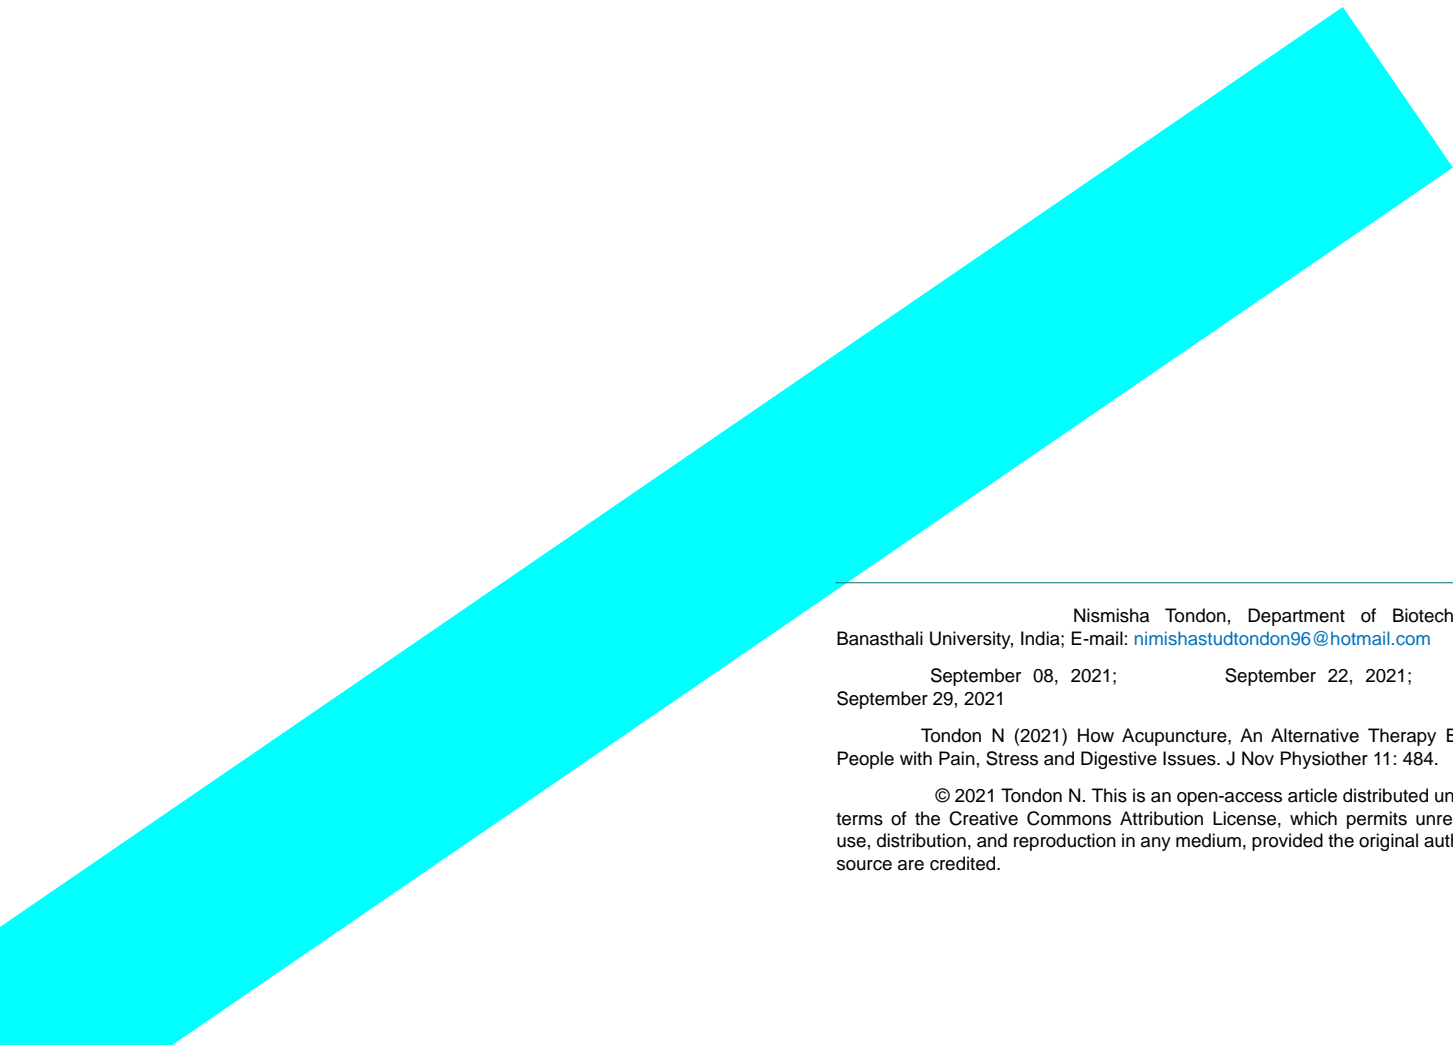 Nismisha Tondon, Department of Biotech
Banasthali University, India; E-mail: nimishastudtondon96@hotmail.com
September 08, 2021; September 22, 2021;
September 29, 2021
Tondon N (2021) How Acupuncture, An Alternative Therapy E
People with Pain, Stress and Digestive Issues. J Nov Physiother 11: 484.
© 2021 Tondon N. This is an open-access article distributed un
terms of the Creative Commons Attribution License, which permits unre
use, distribution, and reproduction in any medium, provided the original aut
source are credited.